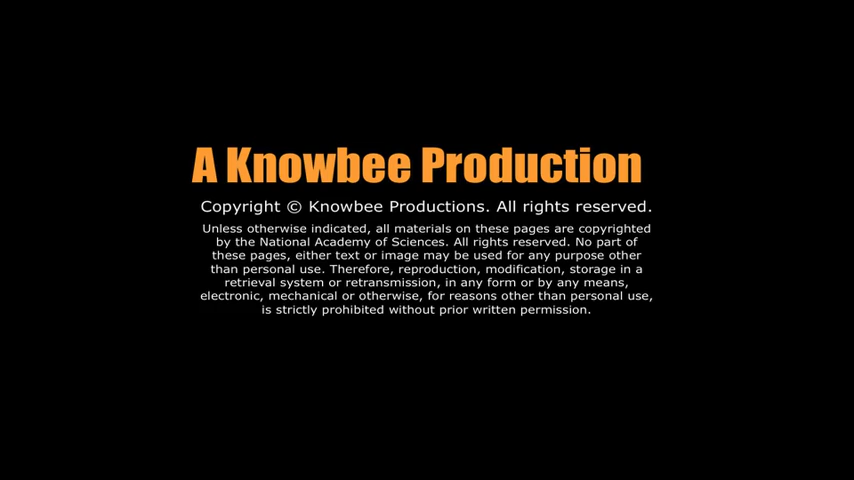 A Knowbee Production
Copyright © Knowbee Productions. All rights reserved.
Unless otherwise indicated, all materials on these pages are copyrighted
by the National Academy of Sciences. All rights reserved. No part of
these pages, either text or image may be used for any purpose other
than personal use. Therefore, reproduction, modification, storage in a
retrieval system or retransmission, in any form or by any means,
electronic, mechanical or otherwise, for reasons other than personal use,
is strictly prohibited without prior written permission.